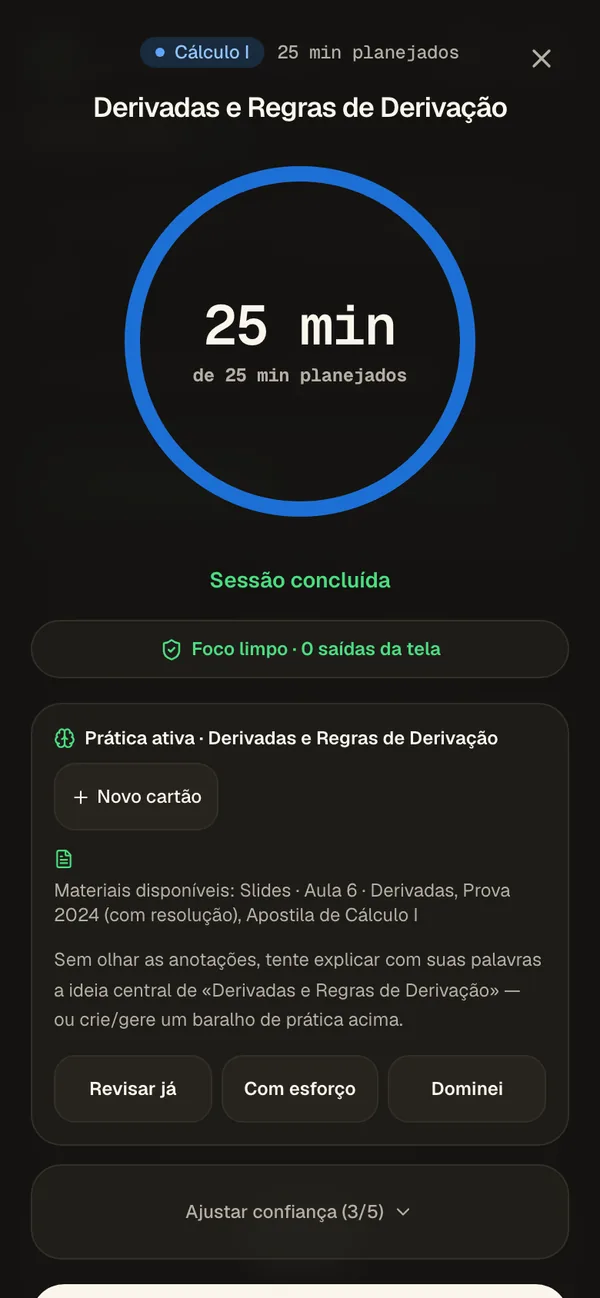 Cálculo I 25 min planejados
Derivadas e Regras de Derivação
25 min
de 25 min planejados
Sessão concluída
Foco limpo · 0 saídas da tela
Prática ativa · Derivadas e Regras de Derivação
+ Novo cartão
Materiais disponíveis: Slides · Aula 6 · Derivadas, Prova
2024 (com resolução), Apostila de Cálculo I
Sem olhar as anotações, tente explicar com suas palavras
a ideia central de «Derivadas e Regras de Derivação» —
ou crie/gere um baralho de prática acima.
Revisar já Com esforço Dominei
Ajustar confiança (3/5)